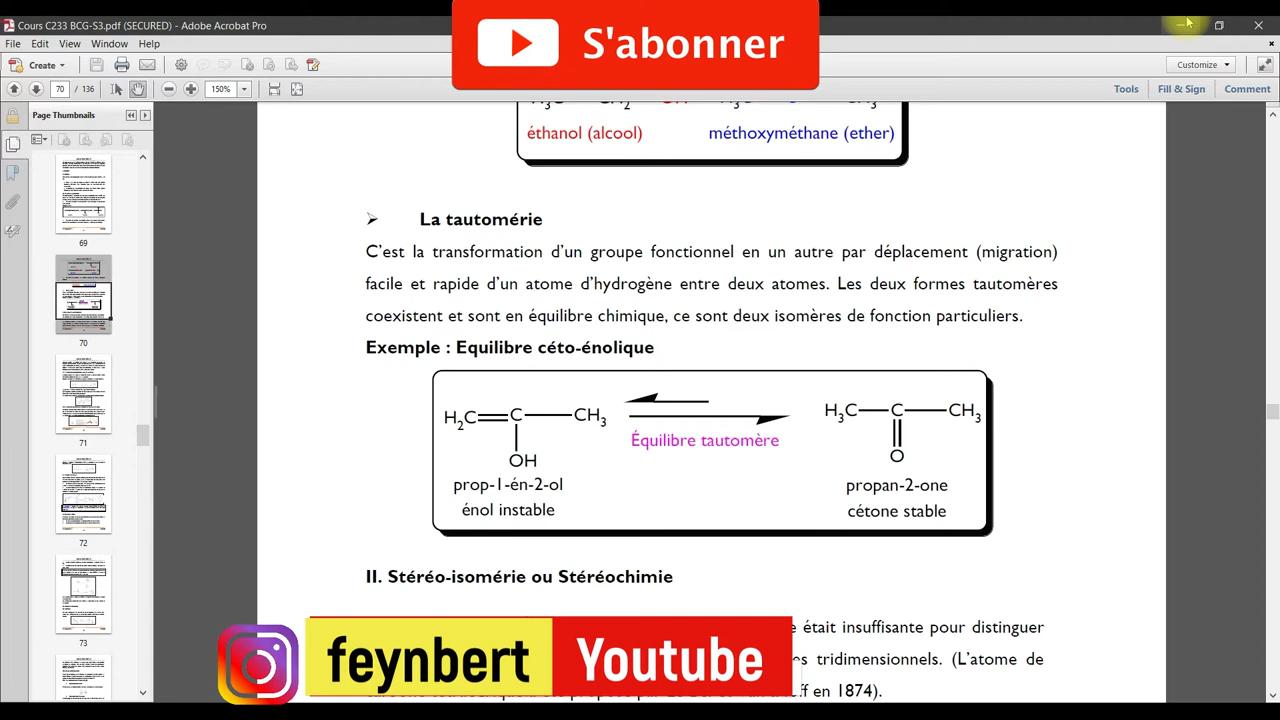 Cours C233 BCG-S3.pdf (SECURED) - Adobe Acrobat Pro
File Edit View Window Help
S'abonner
Create
Customize
70 / 136
150%
Tools
Fill & Sign
Comment
Page Thumbnails
69
70
71
72
73
éthanol (alcool)
méthoxyméthane (ether)
➢ La tautomérie
C'est la transformation d'un groupe fonctionnel en un autre par déplacement (migration)
facile et rapide d'un atome d'hydrogène entre deux atomes. Les deux formes tautomères
coexistent et sont en équilibre chimique, ce sont deux isomères de fonction particuliers.
Exemple : Equilibre céto-énolique
H2C C CH3
OH
prop-1-èn-2-ol
énol instable
Équilibre tautomère
H3C C CH3
O
propan-2-one
cétone stable
II. Stéréo-isomérie ou Stéréochimie
était insuffisante pour distinguer
tridimensionnels. (L'atome de
en 1874).
feynbert
Youtube